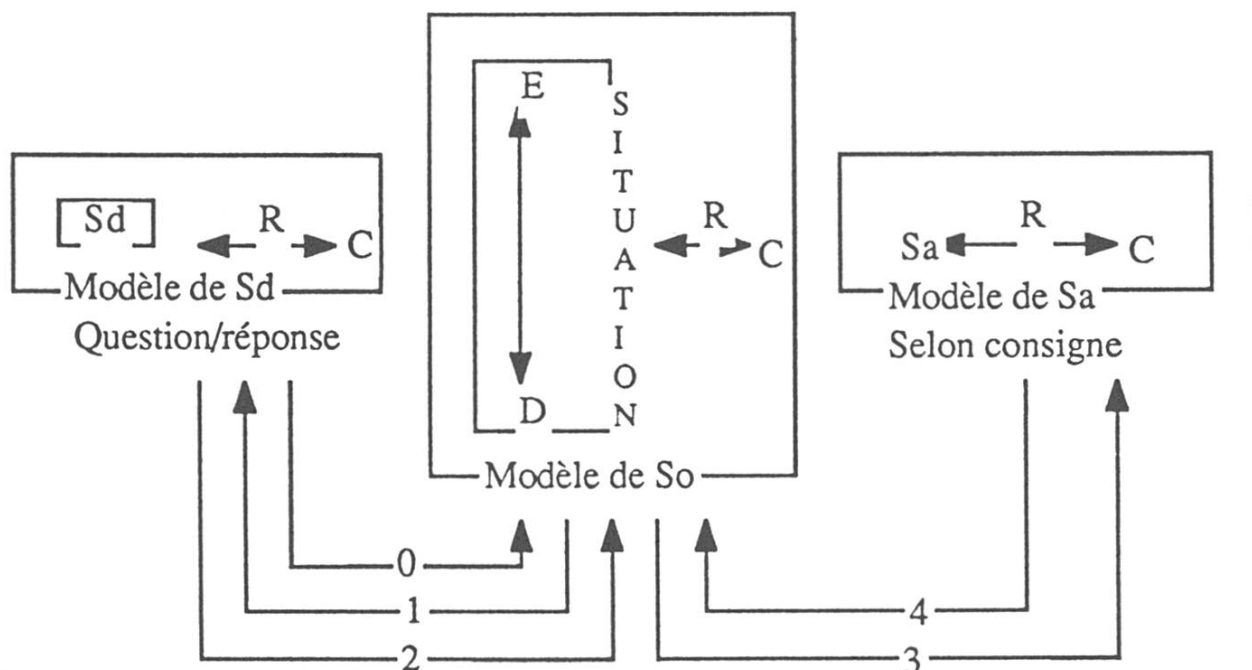 Sd
R
C
Modèle de Sd
Question/réponse
E
D
SITUATION
R
C
Modèle de So
Sa
R
C
Modèle de Sa
Selon consigne
0
1
2
4
3